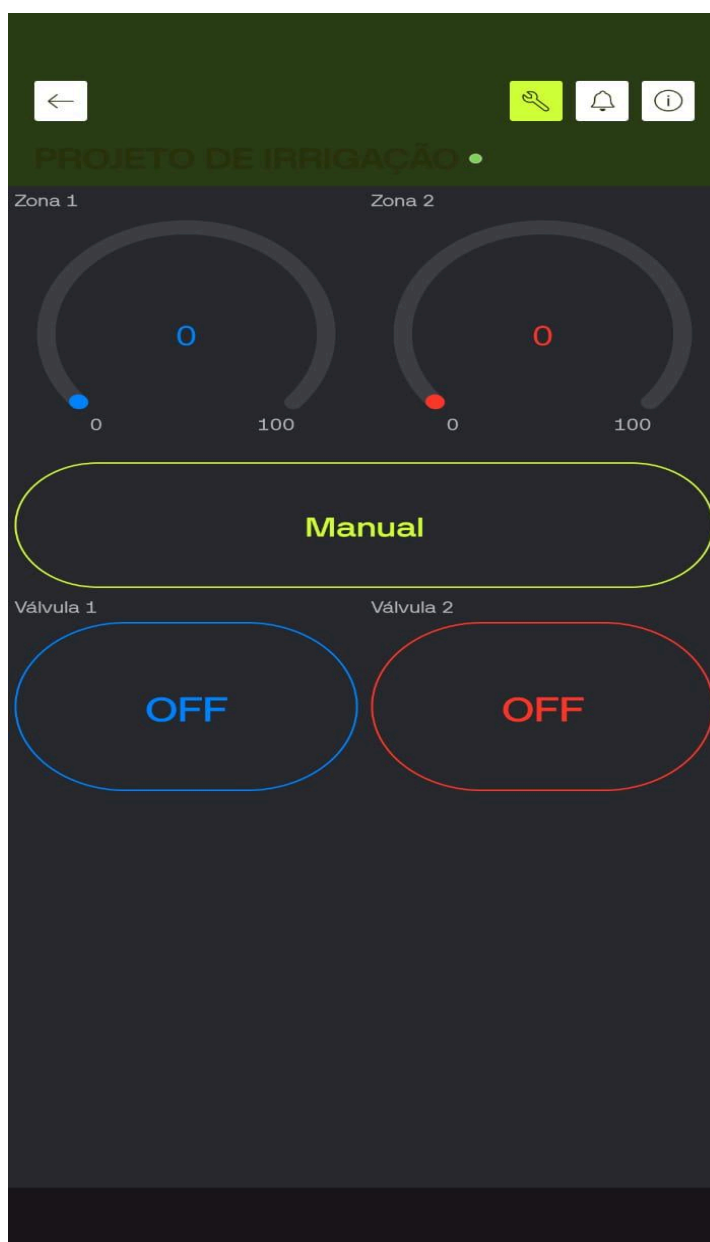 PROJETO DE IRRIGAÇÃO
Zona 1 Zona 2
0 0
0 100 0 100
Manual
Válvula 1 Válvula 2
OFF OFF